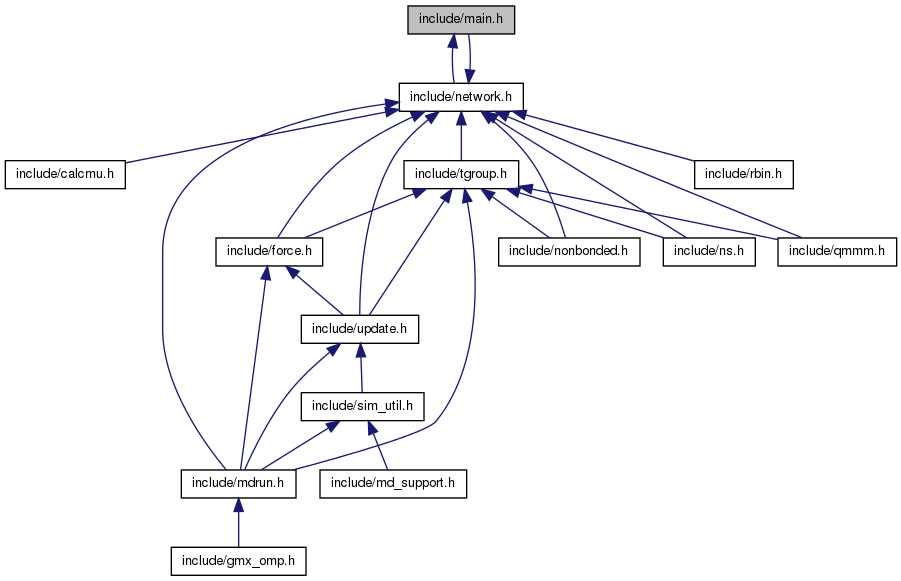 include/main.h
include/network.h
include/calcmu.h
include/tgroup.h
include/rbin.h
include/force.h
include/nonbonded.h
include/ns.h
include/qmmm.h
include/update.h
include/sim_util.h
include/mdrun.h
include/md_support.h
include/gmx_omp.h